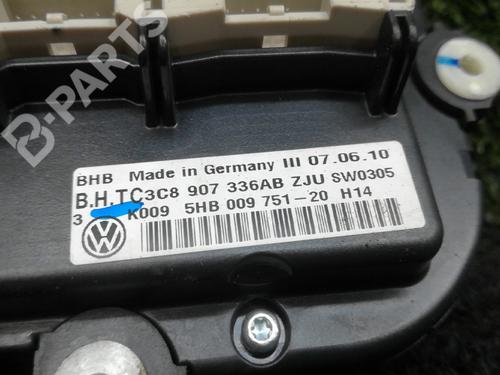 B-PARTS
BHB Made in Germany III 07.06.10
B.H.TC3C8 907 336AB ZJU SW0305
3 K009 5HB 009 751-20 H14